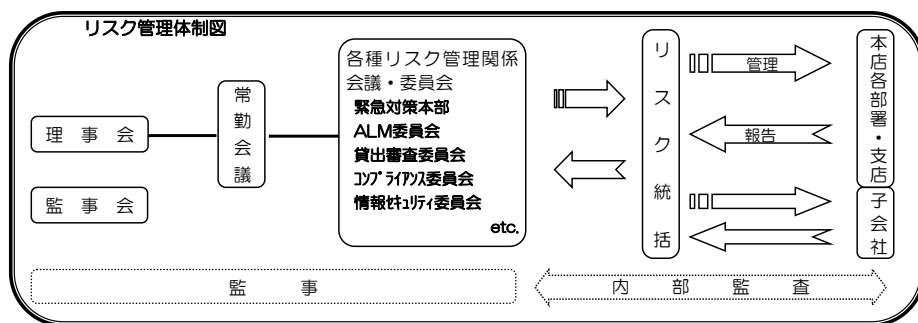 リスク管理体制図
理事会
監事会
常勤会議
各種リスク管理関係
会議・委員会
緊急対策本部
ALM委員会
貸出審査委員会
コンプライアンス委員会
情報セキュリティ委員会
etc.
リスク統括
管理
報告
本店各部署・支店
子会社
監事
内部監査